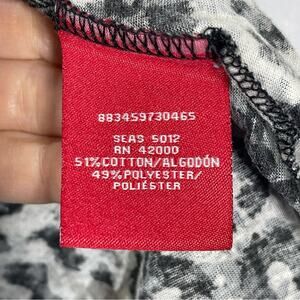 883459730465
SEAS 5012
RN 42000
51%COTTON/ALGODÓN
49%POLYESTER/
POLIÉSTER